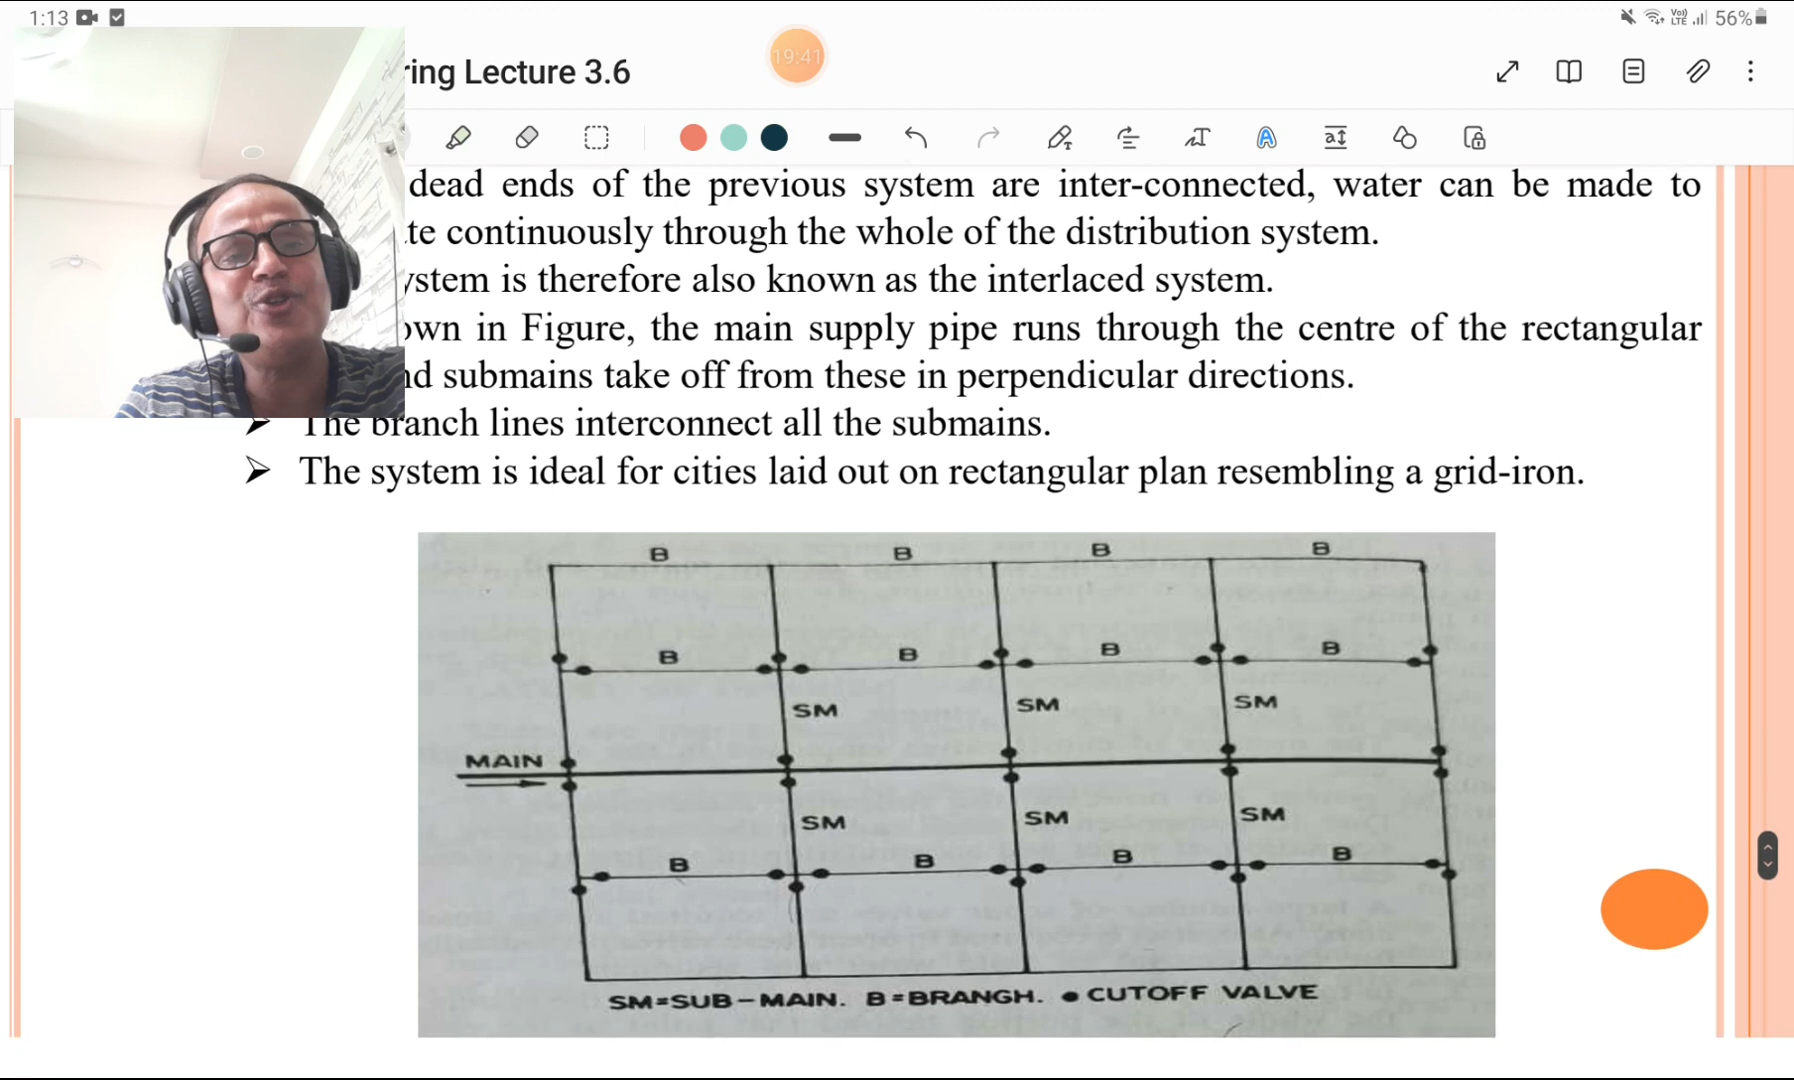 1:13
56%
19:41
ring Lecture 3.6
dead ends of the previous system are inter-connected, water can be made to
te continuously through the whole of the distribution system.
ystem is therefore also known as the interlaced system.
own in Figure, the main supply pipe runs through the centre of the rectangular
nd submains take off from these in perpendicular directions.
➢ The branch lines interconnect all the submains.
➢ The system is ideal for cities laid out on rectangular plan resembling a grid-iron.
B B B B
B B B B
SM SM SM
MAIN
SM SM SM
B B B B
SM=SUB-MAIN. B=BRANGH. ● CUTOFF VALVE